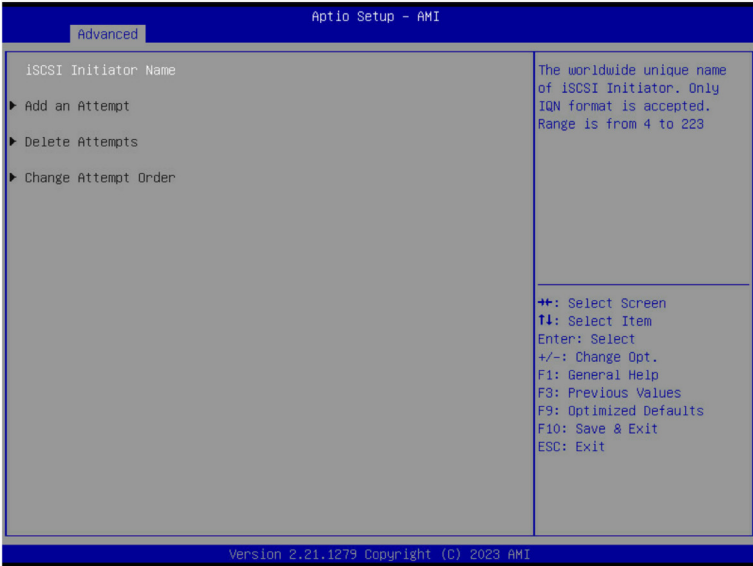 Aptio Setup – AMI
Advanced
iSCSI Initiator Name
▶ Add an Attempt
▶ Delete Attempts
▶ Change Attempt Order
The worldwide unique name
of iSCSI Initiator. Only
IQN format is accepted.
Range is from 4 to 223
→←: Select Screen
↑↓: Select Item
Enter: Select
+/-: Change Opt.
F1: General Help
F3: Previous Values
F9: Optimized Defaults
F10: Save & Exit
ESC: Exit
Version 2.21.1279 Copyright (C) 2023 AMI